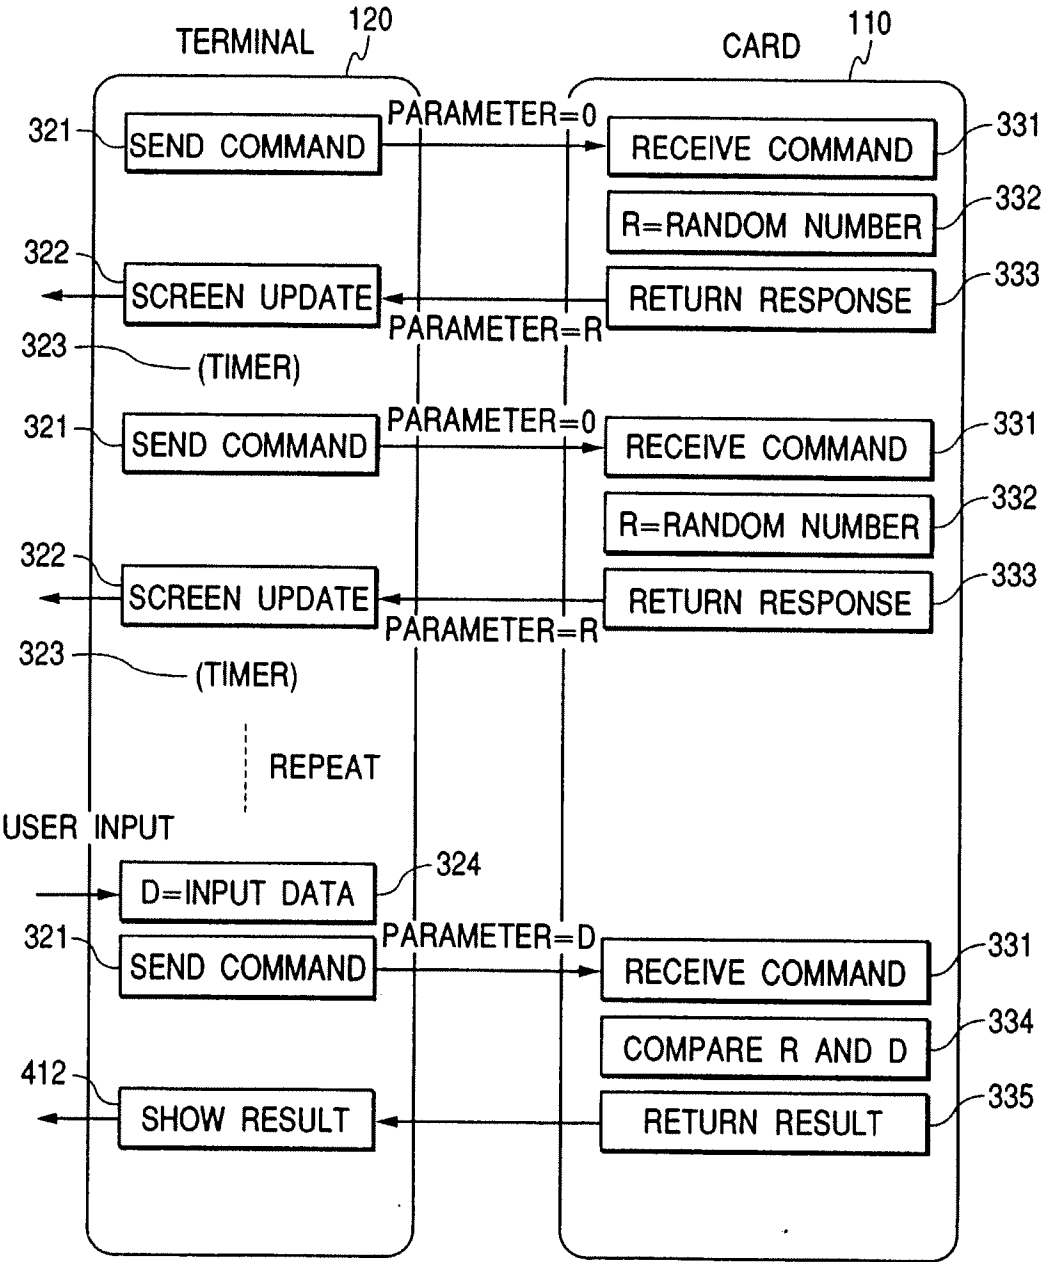 TERMINAL 120 CARD 110
321 SEND COMMAND PARAMETER=0 RECEIVE COMMAND 331
R=RANDOM NUMBER 332
322 SCREEN UPDATE PARAMETER=R RETURN RESPONSE 333
323 (TIMER)
321 SEND COMMAND PARAMETER=0 RECEIVE COMMAND 331
R=RANDOM NUMBER 332
322 SCREEN UPDATE PARAMETER=R RETURN RESPONSE 333
323 (TIMER)
REPEAT
USER INPUT
D=INPUT DATA 324
321 SEND COMMAND PARAMETER=D RECEIVE COMMAND 331
COMPARE R AND D 334
412 SHOW RESULT RETURN RESULT 335